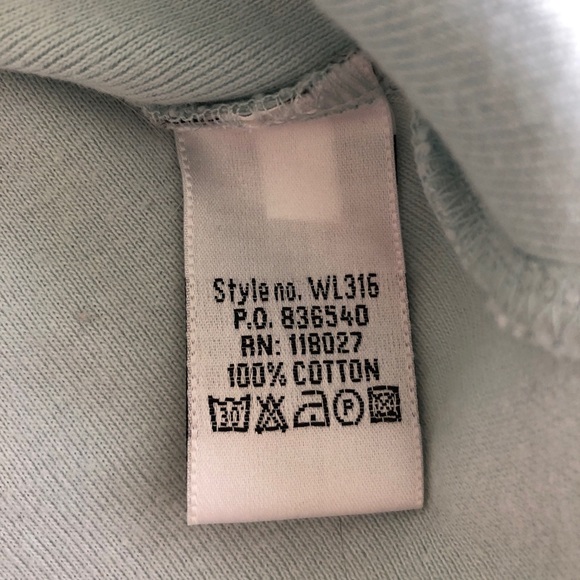 Style no. WL316
P.O. 836540
RN: 118027
100% COTTON
P